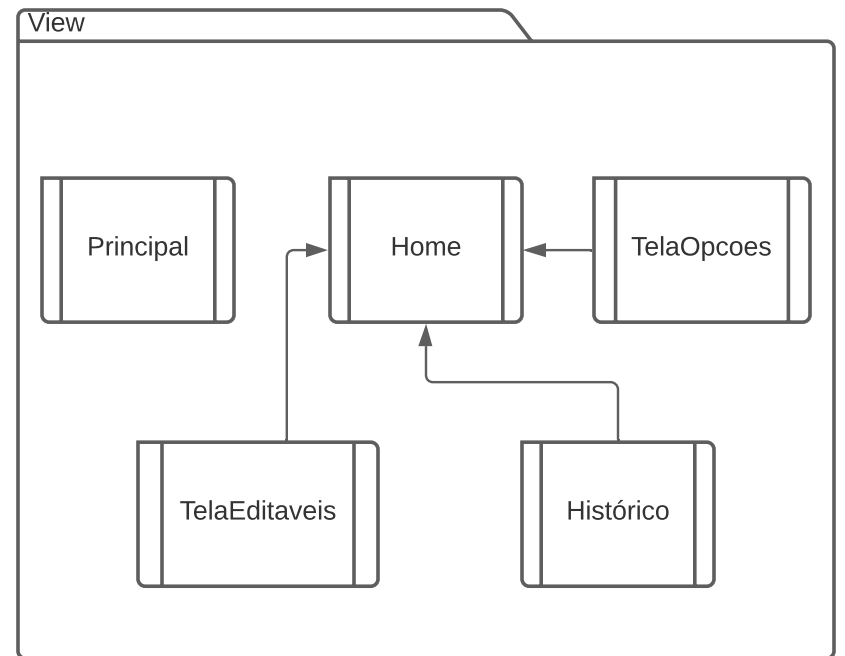 View
Principal
Home
TelaOpcoes
TelaEditaveis
Histórico